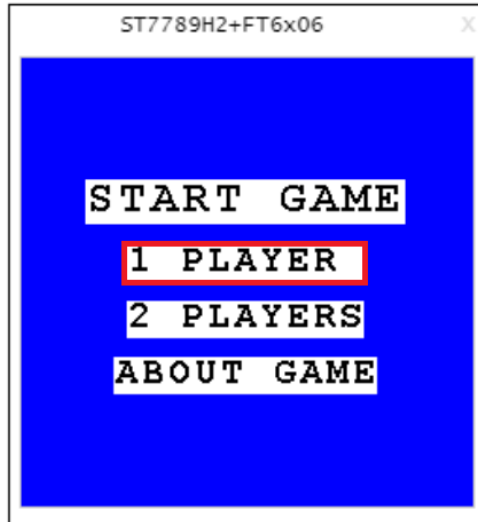 ST7789H2+FT6x06 X
START GAME
1 PLAYER
2 PLAYERS
ABOUT GAME